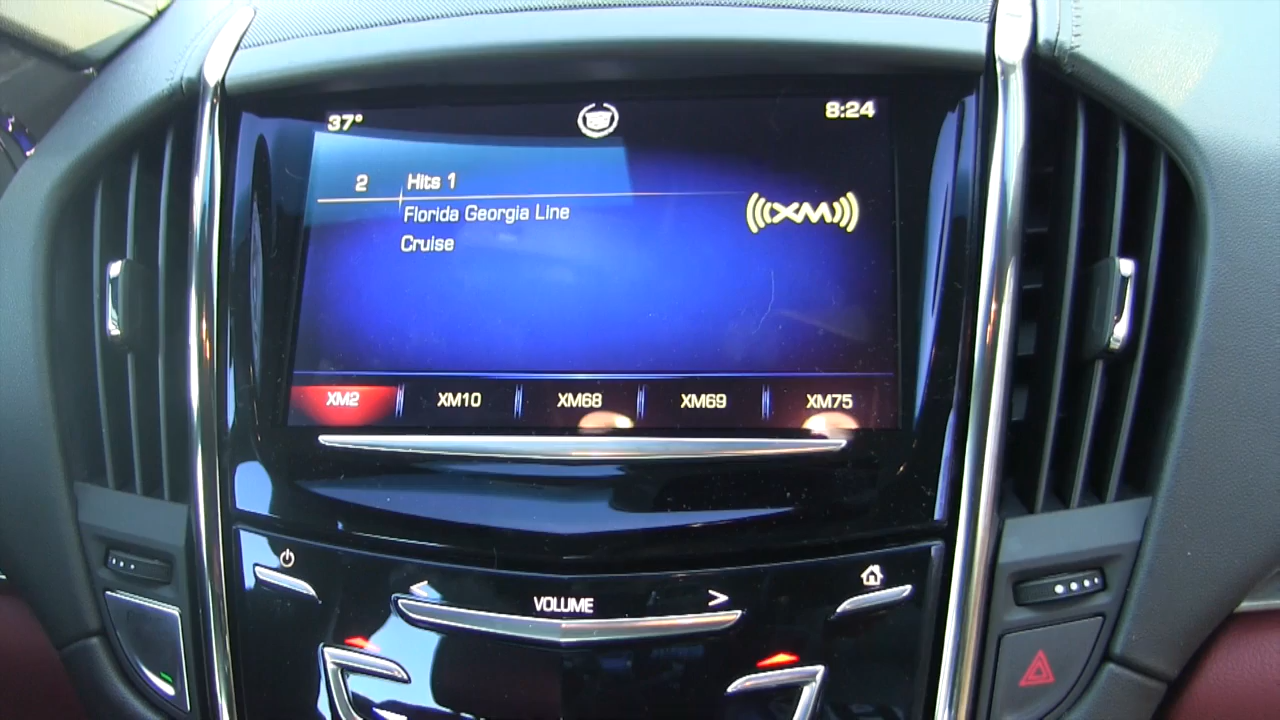 37° 8:24
2 Hits 1
Florida Georgia Line
Cruise
((XM))
XM2 XM10 XM68 XM69 XM75
< VOLUME >